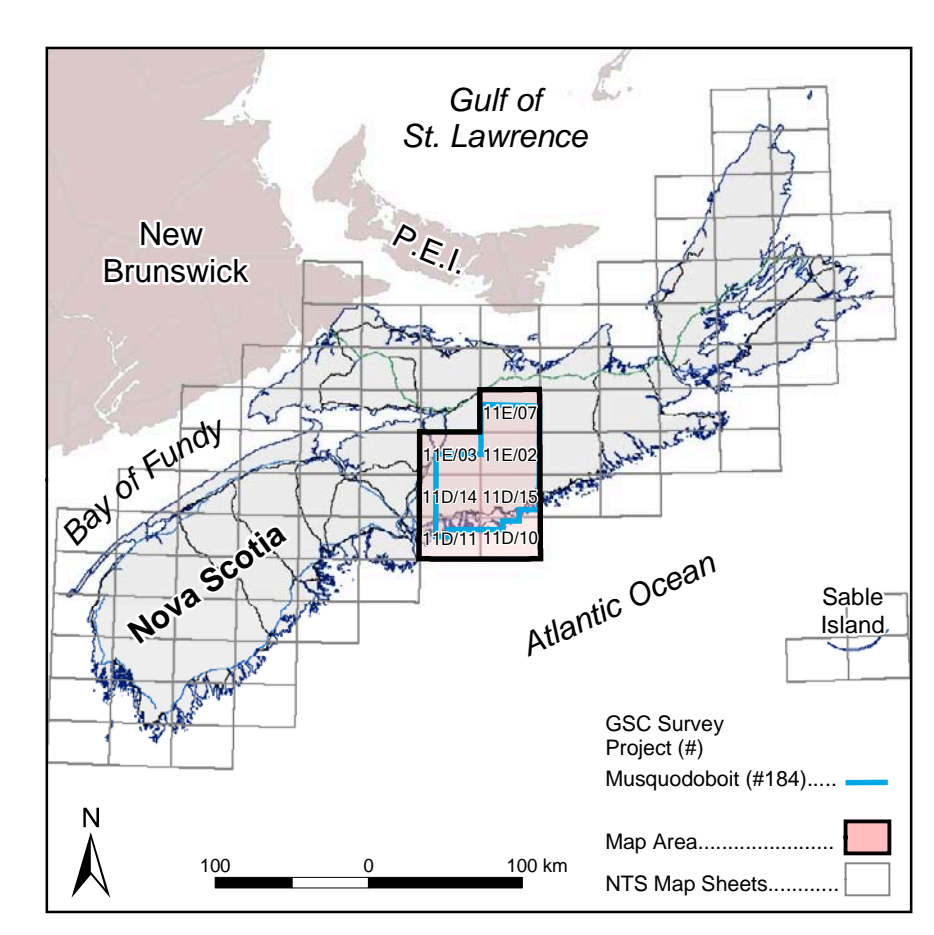 Gulf of
St. Lawrence
New
Brunswick
P.E.I.
11E/07
Bay of Fundy
11E/03 11E/02
11D/14 11D/15
11D/11 11D/10
Nova Scotia
Atlantic Ocean
Sable
Island
GSC Survey
Project (#)
Musquodoboit (#184).....
N
Map Area.......................
100 0 100 km
NTS Map Sheets............